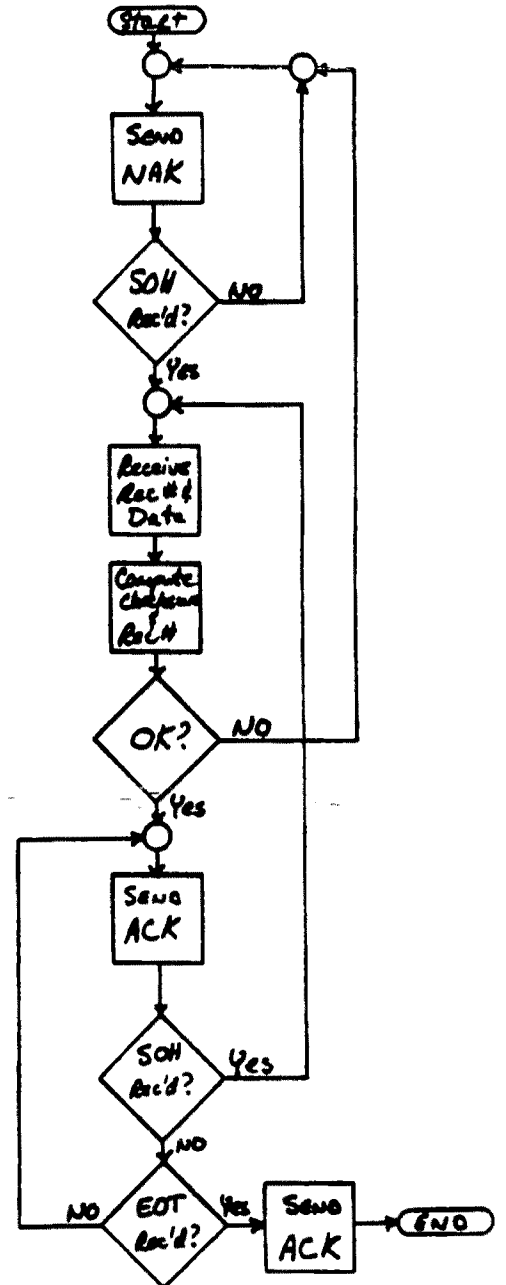 Start
SEND
NAK
SOH
Rec'd?
NO
Yes
Receive
Rec # &
Data
Compute
Checksum
&
Rec #
OK?
NO
Yes
SEND
ACK
SOH
Rec'd?
Yes
NO
EOT
Rec'd?
NO
Yes
SEND
ACK
END